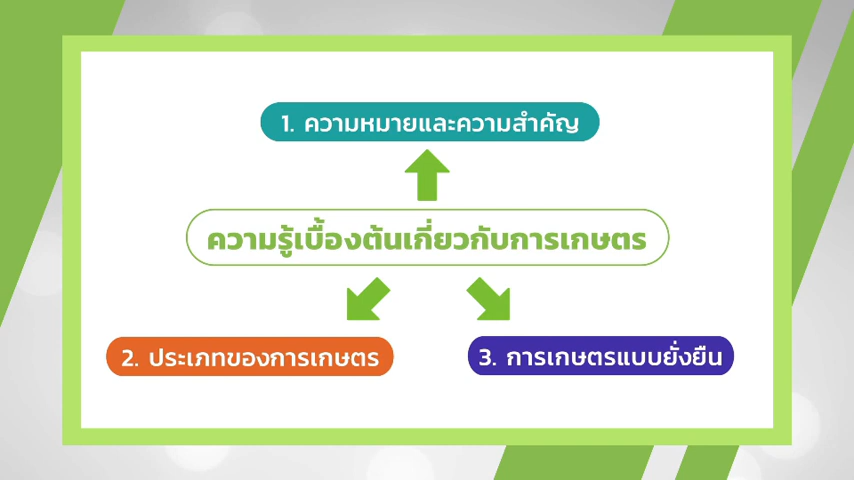 1. ความหมายและความสำคัญ
ความรู้เบื้องต้นเกี่ยวกับการเกษตร
2. ประเภทของการเกษตร
3. การเกษตรแบบยั่งยืน